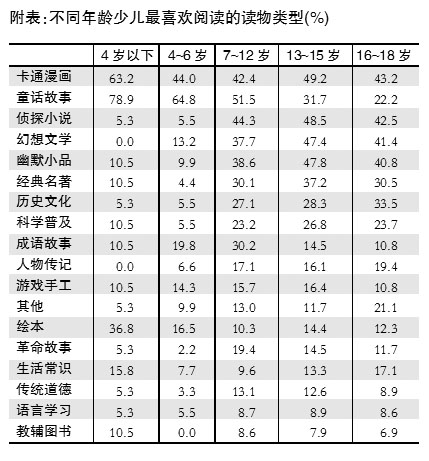 附表:不同年龄少儿最喜欢阅读的读物类型(%)
4岁以下 4~6岁 7~12岁 13~15岁 16~18岁
卡通漫画 63.2 44.0 42.4 49.2 43.2
童话故事 78.9 64.8 51.5 31.7 22.2
侦探小说 5.3 5.5 44.3 48.5 42.5
幻想文学 0.0 13.2 37.7 47.4 41.4
幽默小品 10.5 9.9 38.6 47.8 40.8
经典名著 10.5 4.4 30.1 37.2 30.5
历史文化 5.3 5.5 27.1 28.3 33.5
科学普及 10.5 5.5 23.2 26.8 23.7
成语故事 10.5 19.8 30.2 14.5 10.8
人物传记 0.0 6.6 17.1 16.1 19.4
游戏手工 10.5 14.3 15.7 16.4 10.8
其他 5.3 9.9 13.0 11.7 21.1
绘本 36.8 16.5 10.3 14.4 12.3
革命故事 5.3 2.2 19.4 14.5 11.7
生活常识 15.8 7.7 9.6 13.3 17.1
传统道德 5.3 3.3 13.1 12.6 8.9
语言学习 5.3 5.5 8.7 8.9 8.6
教辅图书 10.5 0.0 8.6 7.9 6.9